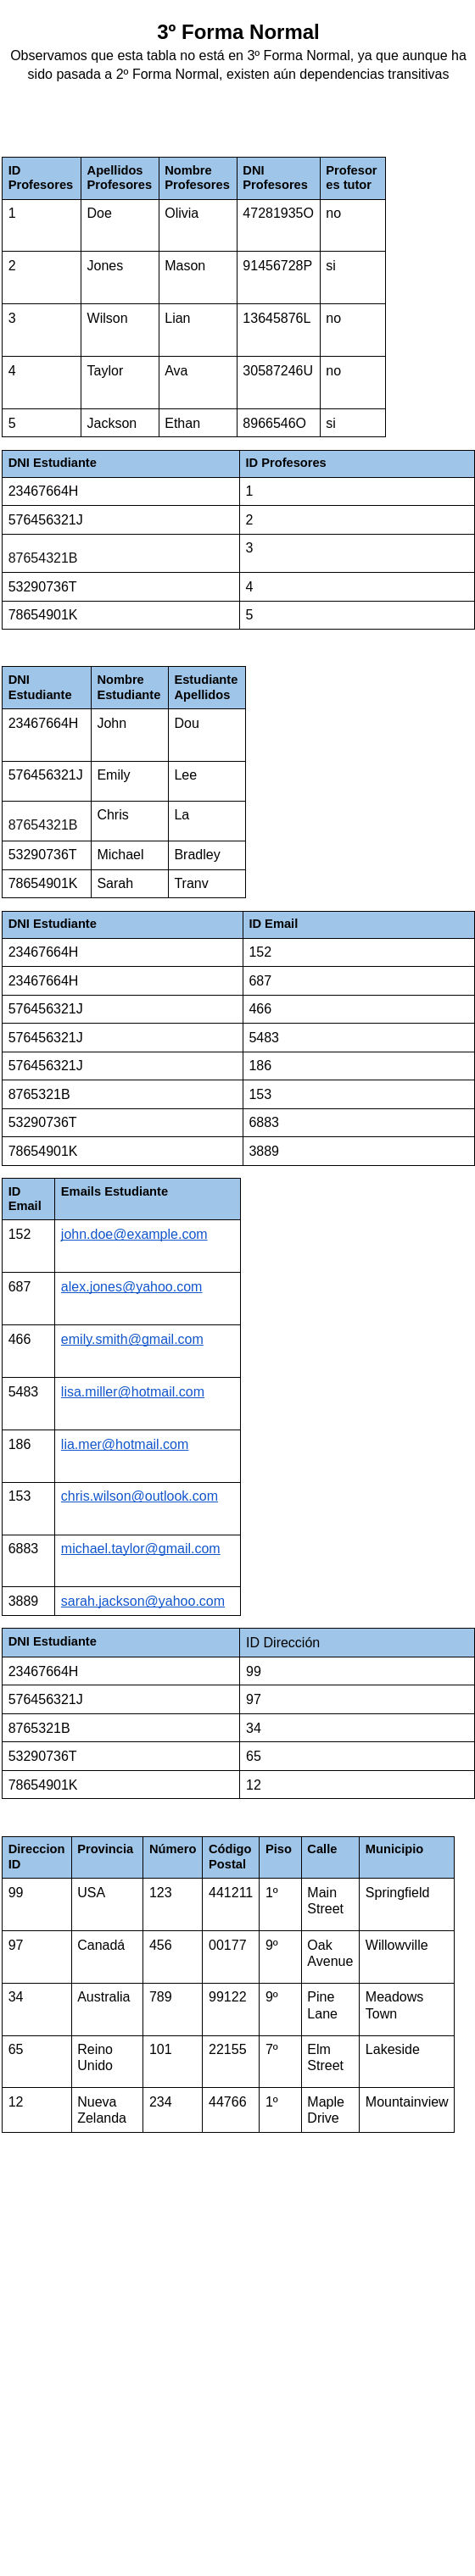 3º Forma Normal
Observamos que esta tabla no está en 3º Forma Normal, ya que aunque ha
sido pasada a 2º Forma Normal, existen aún dependencias transitivas
ID Profesores Apellidos Profesores Nombre Profesores DNI Profesores Profesor es tutor
1 Doe Olivia 47281935O no
2 Jones Mason 91456728P si
3 Wilson Lian 13645876L no
4 Taylor Ava 30587246U no
5 Jackson Ethan 8966546O si
DNI Estudiante ID Profesores
23467664H 1
576456321J 2
87654321B 3
53290736T 4
78654901K 5
DNI Estudiante Nombre Estudiante Estudiante Apellidos
23467664H John Dou
576456321J Emily Lee
87654321B Chris La
53290736T Michael Bradley
78654901K Sarah Tranv
DNI Estudiante ID Email
23467664H 152
23467664H 687
576456321J 466
576456321J 5483
576456321J 186
8765321B 153
53290736T 6883
78654901K 3889
ID Email Emails Estudiante
152 john.doe@example.com
687 alex.jones@yahoo.com
466 emily.smith@gmail.com
5483 lisa.miller@hotmail.com
186 lia.mer@hotmail.com
153 chris.wilson@outlook.com
6883 michael.taylor@gmail.com
3889 sarah.jackson@yahoo.com
DNI Estudiante ID Dirección
23467664H 99
576456321J 97
8765321B 34
53290736T 65
78654901K 12
Direccion ID Provincia Número Código Postal Piso Calle Municipio
99 USA 123 441211 1º Main Street Springfield
97 Canadá 456 00177 9º Oak Avenue Willowville
34 Australia 789 99122 9º Pine Lane Meadows Town
65 Reino Unido 101 22155 7º Elm Street Lakeside
12 Nueva Zelanda 234 44766 1º Maple Drive Mountainview